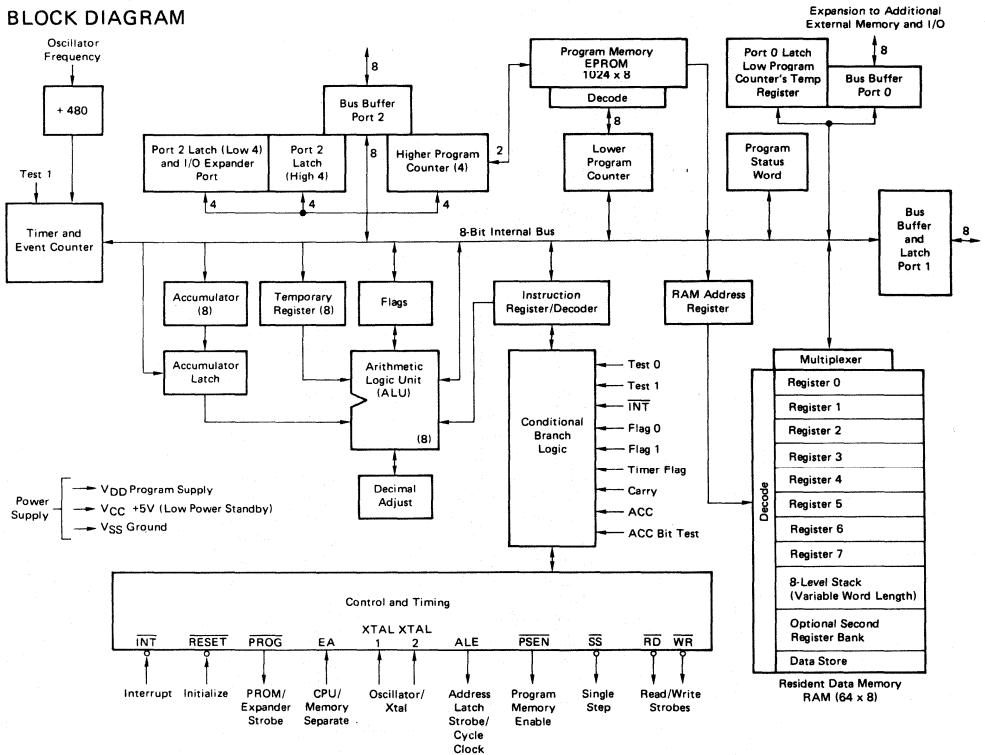 BLOCK DIAGRAM
Oscillator
Frequency
+ 480
Test 1
Timer and
Event Counter
8
Bus Buffer
Port 2
Port 2 Latch (Low 4)
and I/O Expander
Port
Port 2
Latch
(High 4)
8
Higher Program
Counter (4)
4
4
4
2
Program Memory
EPROM
1024 x 8
Decode
8
Lower
Program
Counter
Expansion to Additional
External Memory and I/O
8
Port 0 Latch
Low Program
Counter's Temp
Register
Bus Buffer
Port 0
Program
Status
Word
Bus
Buffer
and
Latch
Port 1
8
8-Bit Internal Bus
Accumulator
(8)
Temporary
Register (8)
Flags
Instruction
Register/Decoder
RAM Address
Register
Accumulator
Latch
Arithmetic
Logic Unit
(ALU)
(8)
Decimal
Adjust
Conditional
Branch
Logic
Test 0
Test 1
INT
Flag 0
Flag 1
Timer Flag
Carry
ACC
ACC Bit Test
Multiplexer
Decode
Register 0
Register 1
Register 2
Register 3
Register 4
Register 5
Register 6
Register 7
8-Level Stack
(Variable Word Length)
Optional Second
Register Bank
Data Store
Resident Data Memory
RAM (64 x 8)
Power
Supply
VDD Program Supply
VCC +5V (Low Power Standby)
VSS Ground
Control and Timing
INT
RESET
PROG
EA
XTAL
1
XTAL
2
ALE
PSEN
SS
RD
WR
Interrupt
Initialize
PROM/
Expander
Strobe
CPU/
Memory
Separate
Oscillator/
Xtal
Address
Latch
Strobe/
Cycle
Clock
Program
Memory
Enable
Single
Step
Read/Write
Strobes